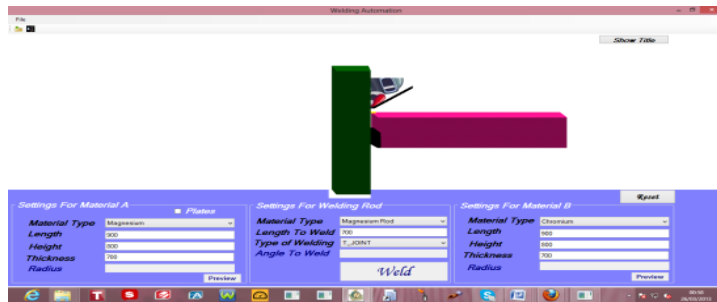 Welding Automation
File
Show Title
Reset
Settings For Material A
Plates
Material Type Magnesium
Length 900
Height 800
Thickness 700
Radius
Preview
Settings For Welding Rod
Material Type Magnesium Rod
Length To Weld 700
Type of Welding T_JOINT
Angle To Weld
Weld
Settings For Material B
Material Type Chromium
Length 900
Height 800
Thickness 700
Radius
Preview
00:56